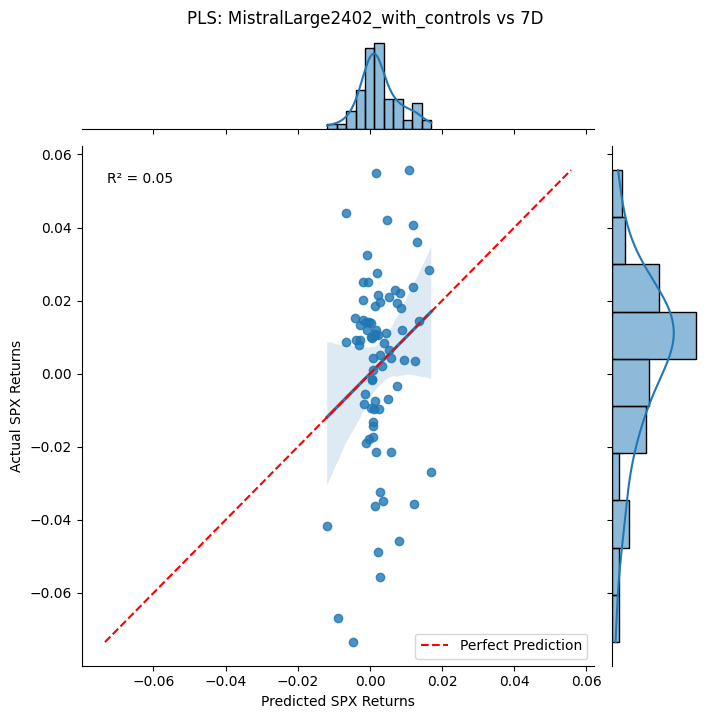 PLS: MistralLarge2402_with_controls vs 7D
R² = 0.05
0.06
0.04
0.02
0.00
−0.02
−0.04
−0.06
Actual SPX Returns
Perfect Prediction
−0.06 −0.04 −0.02 0.00 0.02 0.04 0.06
Predicted SPX Returns